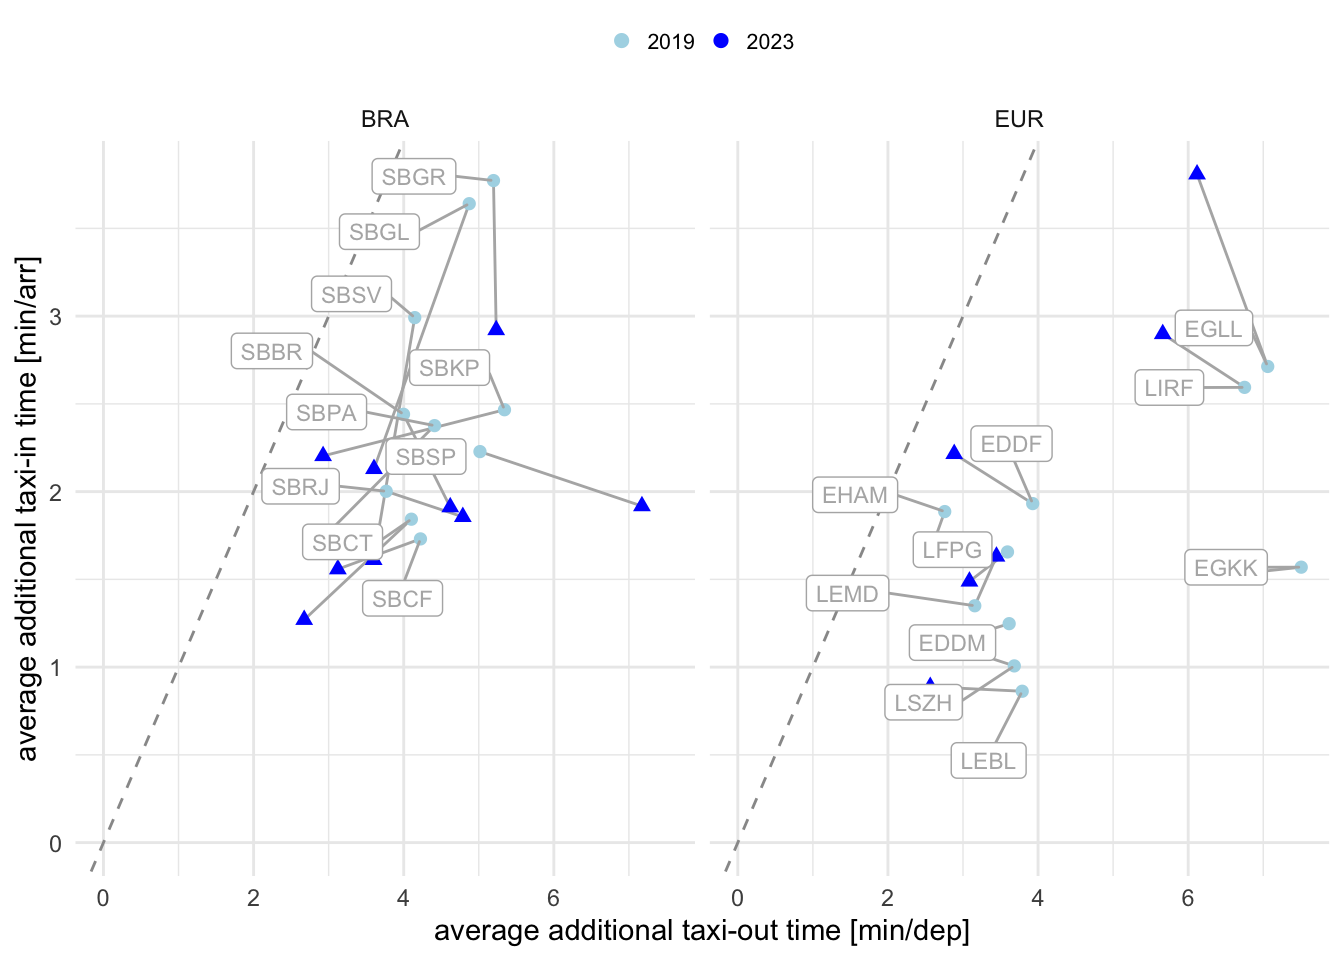 2019 2023
BRA EUR
SBGR
SBGL
SBSV
SBBR
SBKP
SBPA
SBSP
SBRJ
SBCT
SBCF
EGLL
LIRF
EDDF
EHAM
LFPG
EGKK
LEMD
EDDM
LSZH
LEBL
average additional taxi-in time [min/arr]
3
2
1
0
0 2 4 6 0 2 4 6
average additional taxi-out time [min/dep]